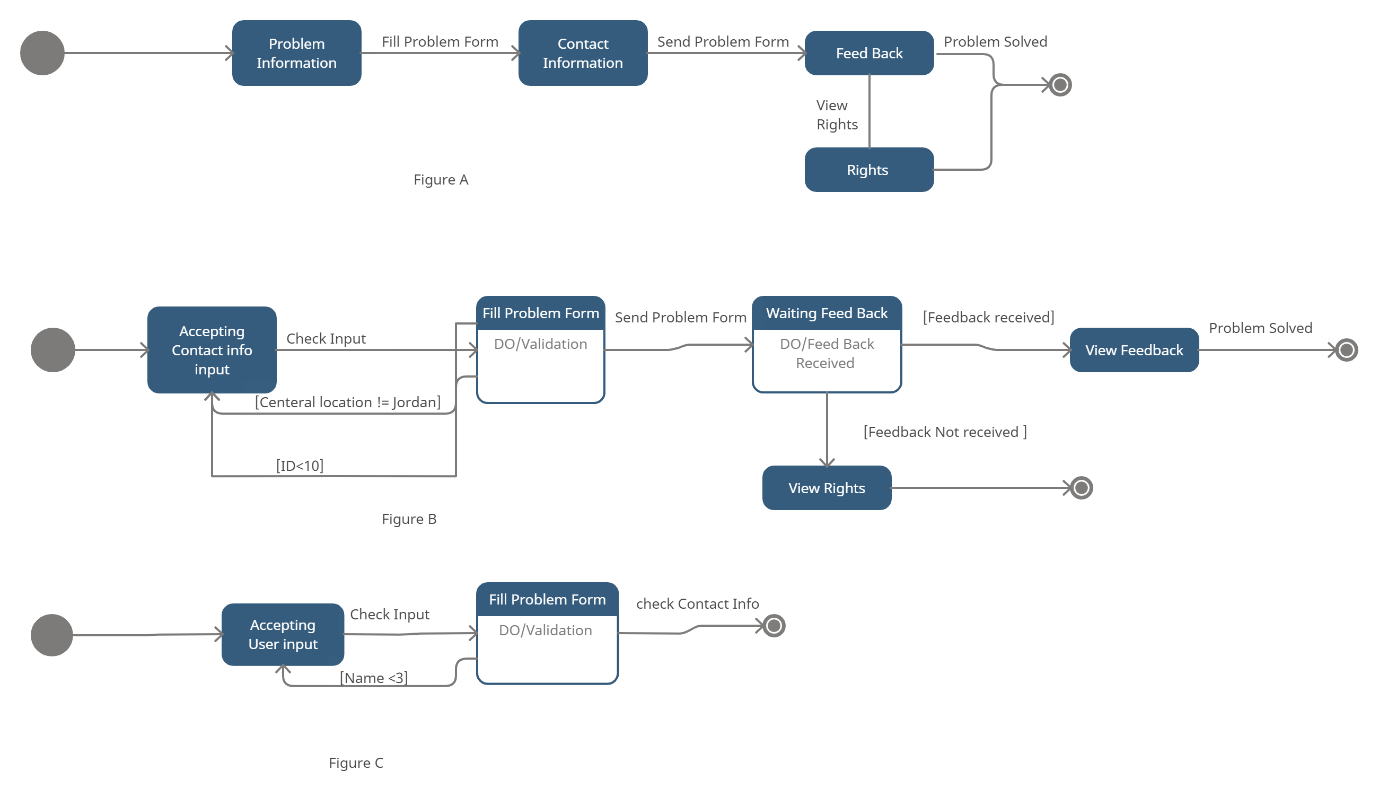 Problem
Information
Fill Problem Form
Contact
Information
Send Problem Form
Feed Back
Problem Solved
View
Rights
Rights
Figure A
Accepting
Contact info
input
Check Input
Fill Problem Form
DO/Validation
Send Problem Form
Waiting Feed Back
DO/Feed Back
Received
[Feedback received]
View Feedback
Problem Solved
[Centeral location != Jordan]
[ID<10]
[Feedback Not received ]
View Rights
Figure B
Accepting
User input
Check Input
Fill Problem Form
DO/Validation
check Contact Info
[Name <3]
Figure C